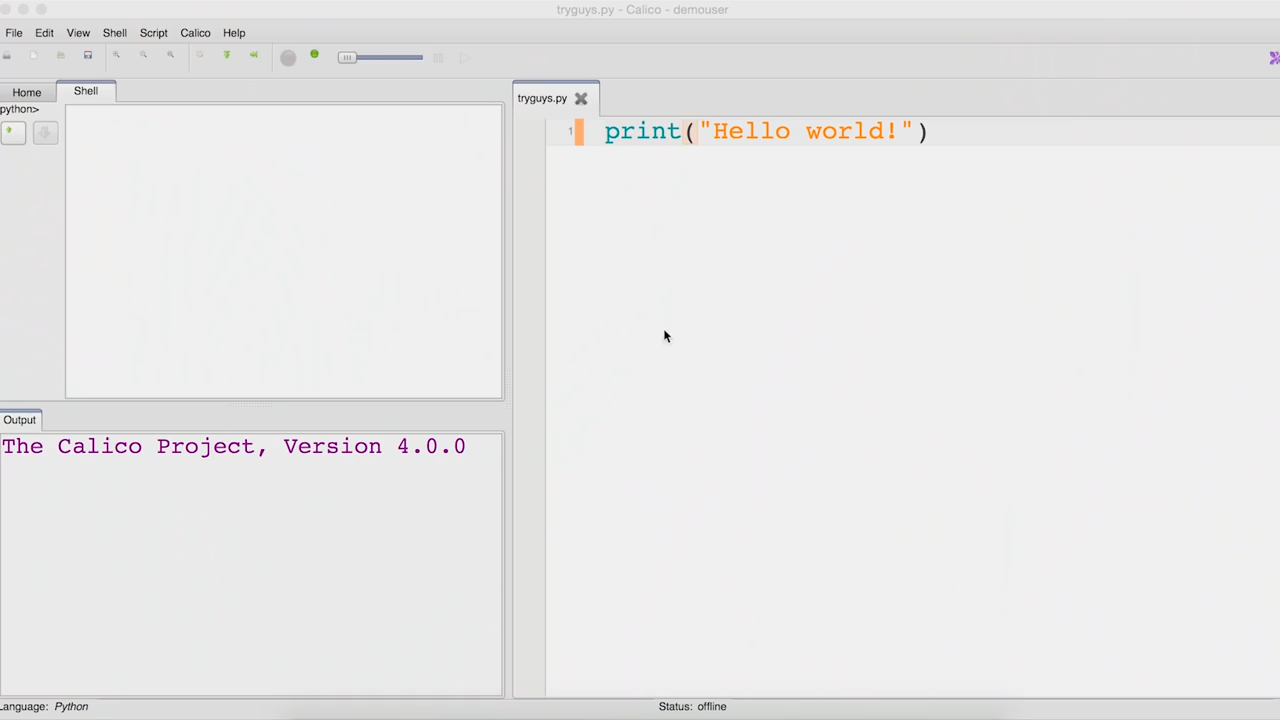 tryguys.py - Calico - demouser
File Edit View Shell Script Calico Help
Home Shell
python>
tryguys.py
1 print("Hello world!")
Output
The Calico Project, Version 4.0.0
Language: Python
Status: offline